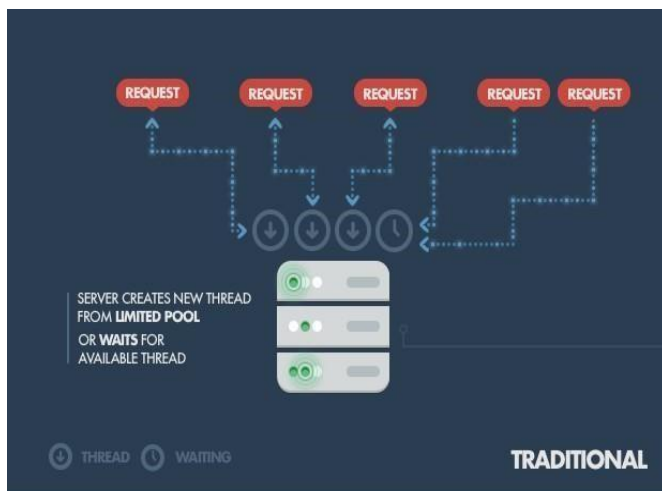 REQUEST REQUEST REQUEST REQUEST REQUEST
SERVER CREATES NEW THREAD
FROM LIMITED POOL
OR WAITS FOR
AVAILABLE THREAD
THREAD WAITING
TRADITIONAL